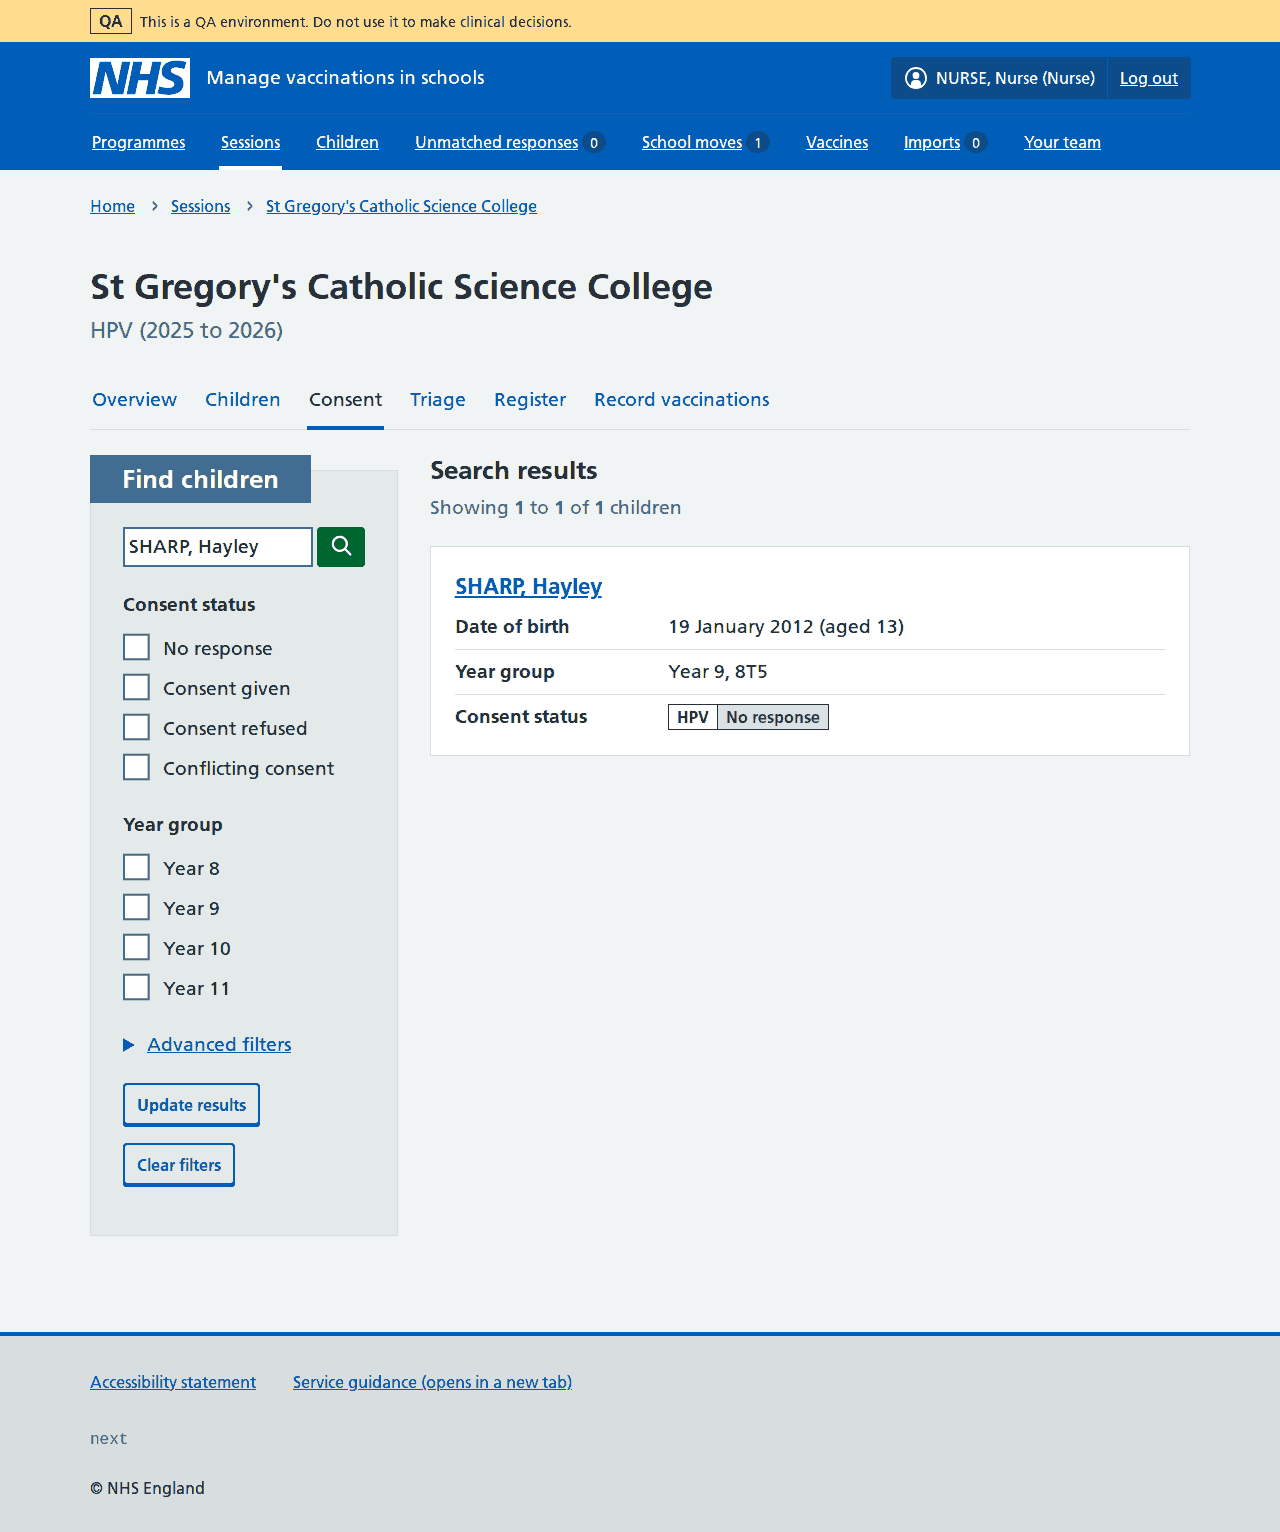 QA This is a QA environment. Do not use it to make clinical decisions.
NHS Manage vaccinations in schools NURSE, Nurse (Nurse) Log out
Programmes Sessions Children Unmatched responses 0 School moves 1 Vaccines Imports 0 Your team
Home Sessions St Gregory's Catholic Science College
St Gregory's Catholic Science College
HPV (2025 to 2026)
Overview Children Consent Triage Register Record vaccinations
Find children
SHARP, Hayley
Consent status
No response
Consent given
Consent refused
Conflicting consent
Year group
Year 8
Year 9
Year 10
Year 11
Advanced filters
Update results
Clear filters
Search results
Showing 1 to 1 of 1 children
SHARP, Hayley
Date of birth 19 January 2012 (aged 13)
Year group Year 9, 8T5
Consent status HPV No response
Accessibility statement Service guidance (opens in a new tab)
next
© NHS England